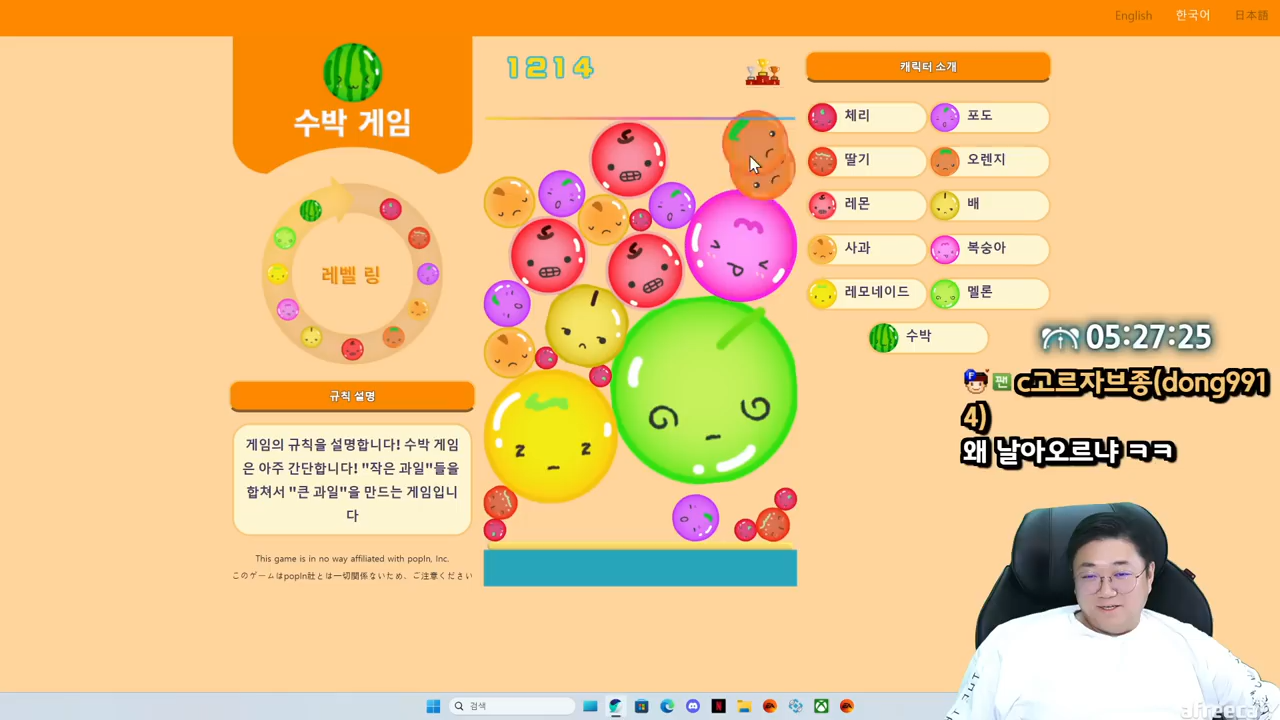 English 한국어 日本語
1214
수박 게임
캐릭터 소개
체리 포도
딸기 오렌지
레몬 배
사과 복숭아
레모네이드 멜론
수박
레벨 링
규칙 설명
게임의 규칙을 설명합니다! 수박 게임
은 아주 간단합니다! "작은 과일"들을
합쳐서 "큰 과일"을 만드는 게임입니
다
This game is in no way affiliated with popIn, Inc.
このゲームはpopIn社とは一切関係ないため、ご注意ください
05:27:25
팬 c고르자브종(dong991
4)
왜 날아오르냐 ㅋㅋ
검색
afreeca